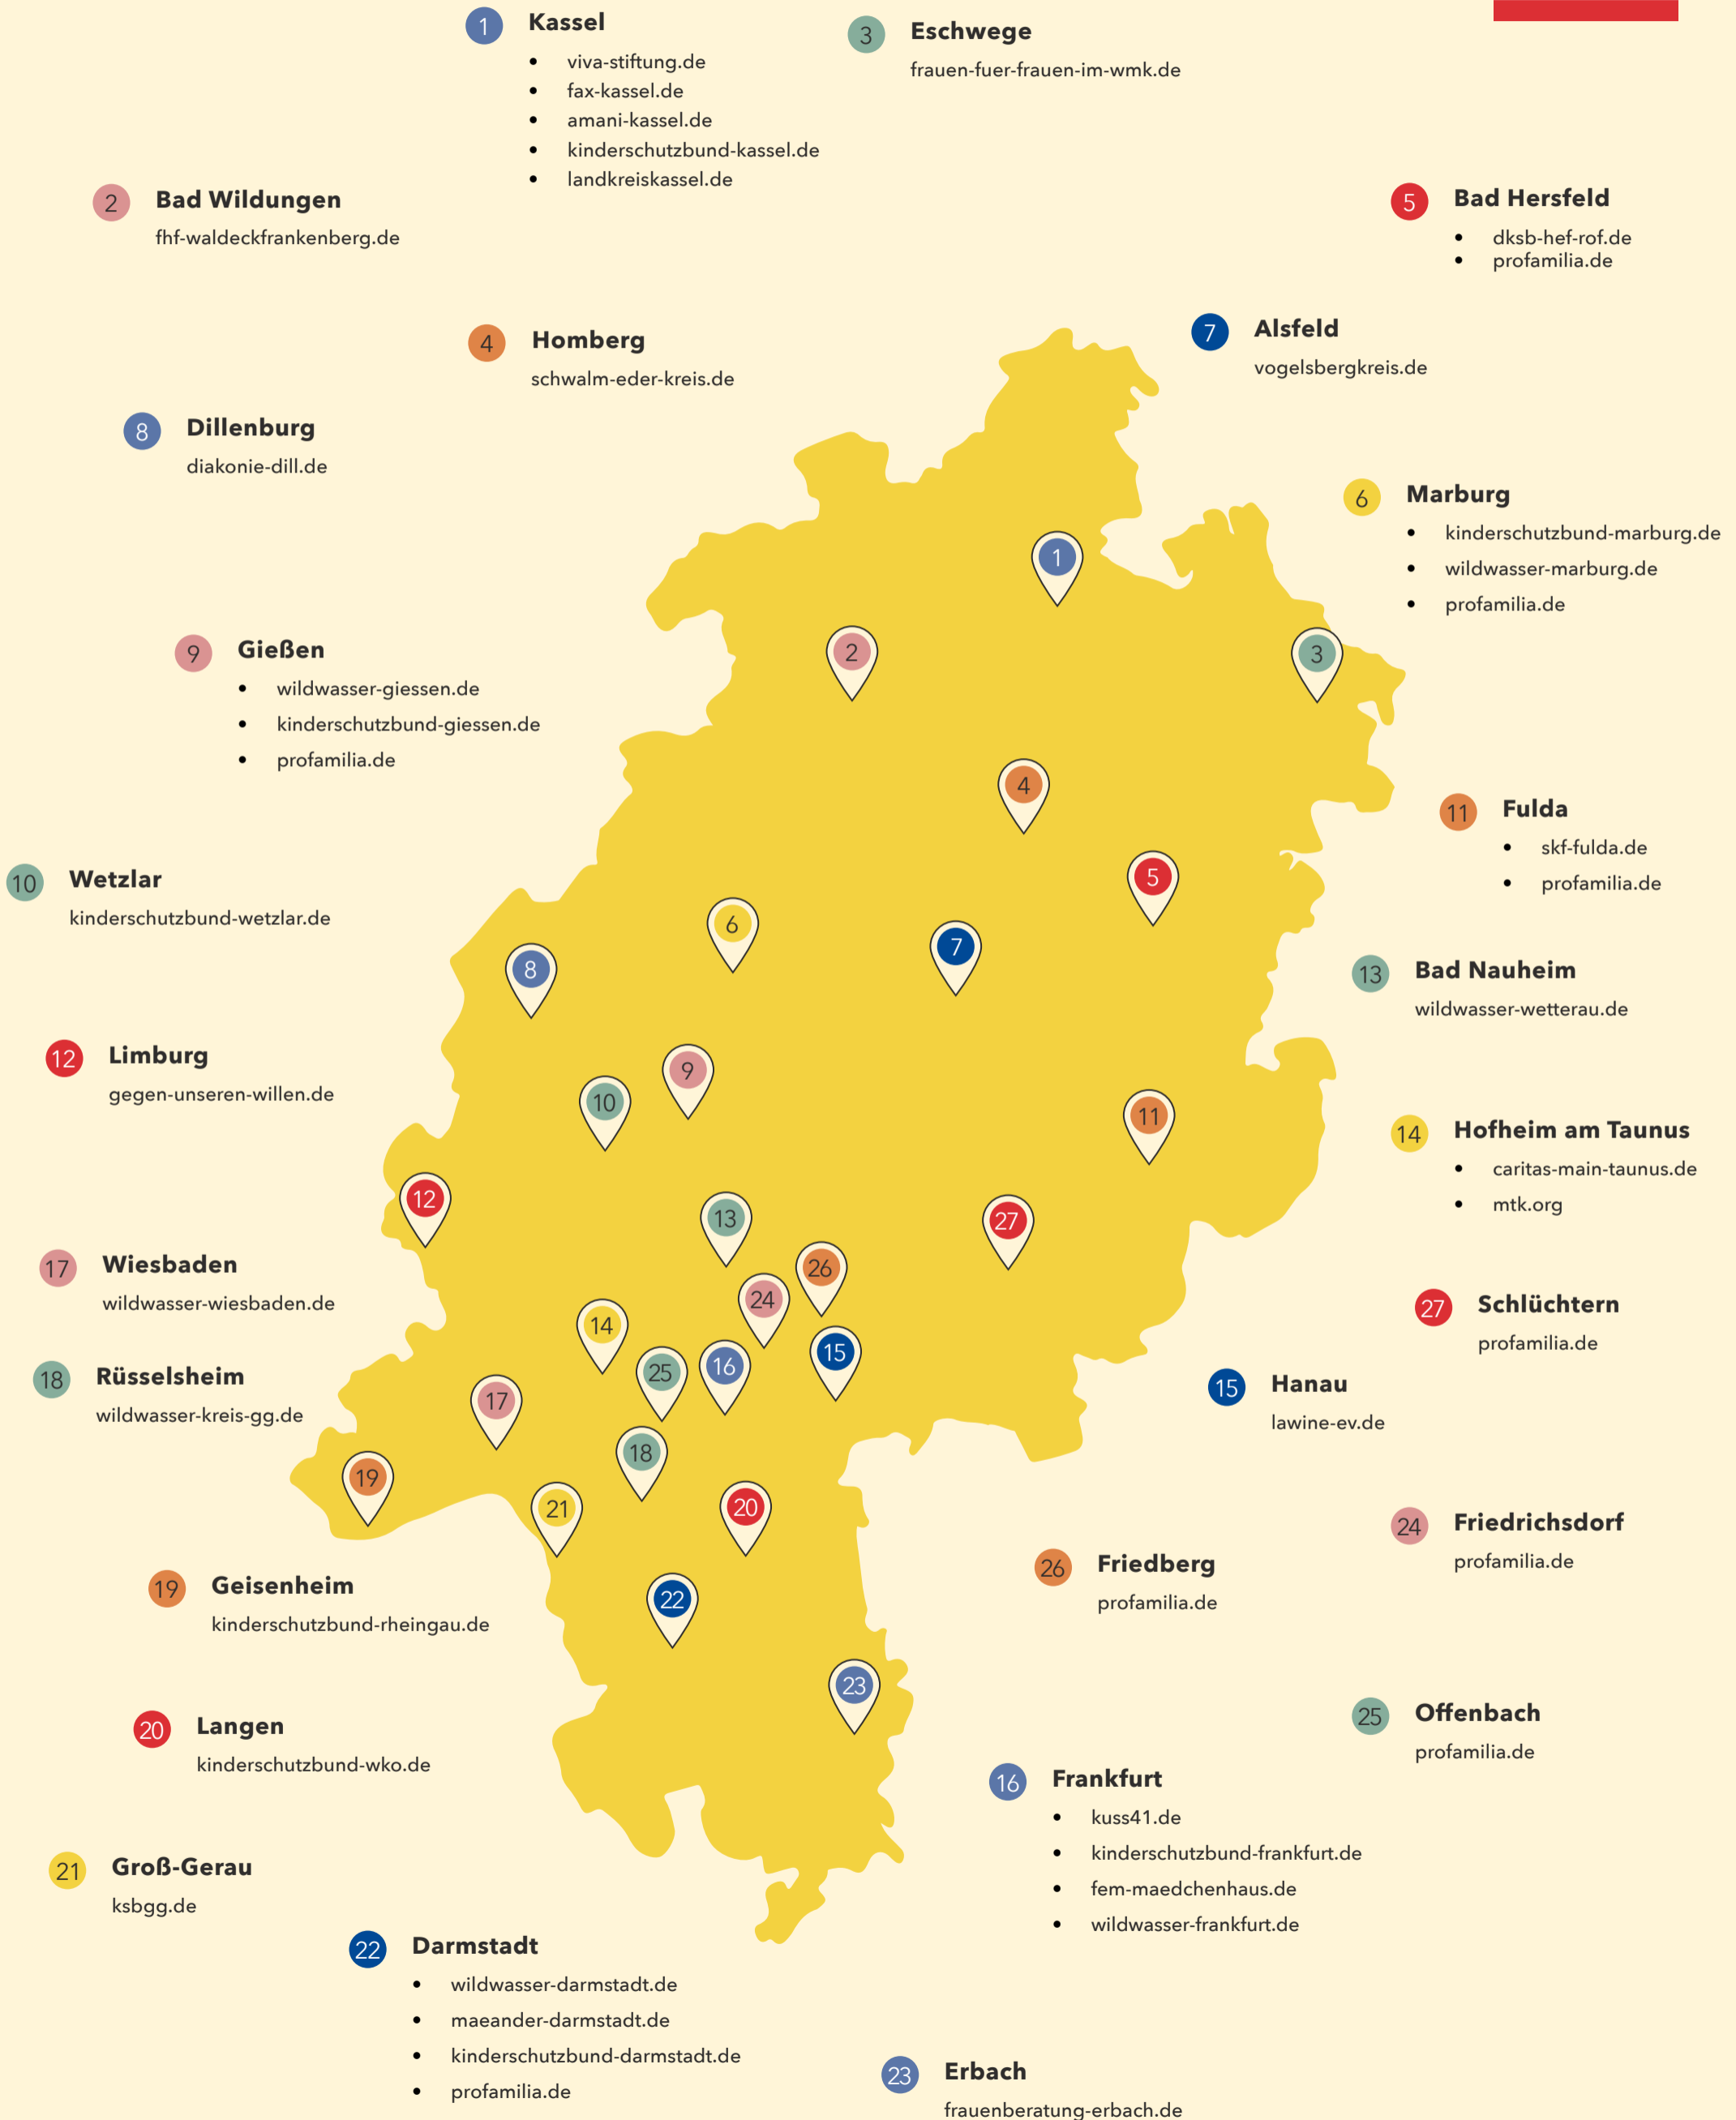 1 Kassel
• viva-stiftung.de
• fax-kassel.de
• amani-kassel.de
• kinderschutzbund-kassel.de
• landkreiskassel.de
3 Eschwege
frauen-fuer-frauen-im-wmk.de
2 Bad Wildungen
fhf-waldeckfrankenberg.de
5 Bad Hersfeld
• dksb-hef-rof.de
• profamilia.de
4 Homberg
schwalm-eder-kreis.de
7 Alsfeld
vogelsbergkreis.de
8 Dillenburg
diakonie-dill.de
6 Marburg
• kinderschutzbund-marburg.de
• wildwasser-marburg.de
• profamilia.de
9 Gießen
• wildwasser-giessen.de
• kinderschutzbund-giessen.de
• profamilia.de
11 Fulda
• skf-fulda.de
• profamilia.de
10 Wetzlar
kinderschutzbund-wetzlar.de
13 Bad Nauheim
wildwasser-wetterau.de
12 Limburg
gegen-unseren-willen.de
14 Hofheim am Taunus
• caritas-main-taunus.de
• mtk.org
17 Wiesbaden
wildwasser-wiesbaden.de
27 Schlüchtern
profamilia.de
18 Rüsselsheim
wildwasser-kreis-gg.de
15 Hanau
lawine-ev.de
24 Friedrichsdorf
profamilia.de
26 Friedberg
profamilia.de
19 Geisenheim
kinderschutzbund-rheingau.de
20 Langen
kinderschutzbund-wko.de
25 Offenbach
profamilia.de
16 Frankfurt
• kuss41.de
• kinderschutzbund-frankfurt.de
• fem-maedchenhaus.de
• wildwasser-frankfurt.de
21 Groß-Gerau
ksbgg.de
22 Darmstadt
• wildwasser-darmstadt.de
• maeander-darmstadt.de
• kinderschutzbund-darmstadt.de
• profamilia.de
23 Erbach
frauenberatung-erbach.de
1
2
3
4
5
6
7
8
9
10
11
12
13
27
26
24
14
15
16
25
17
18
19
20
21
22
23